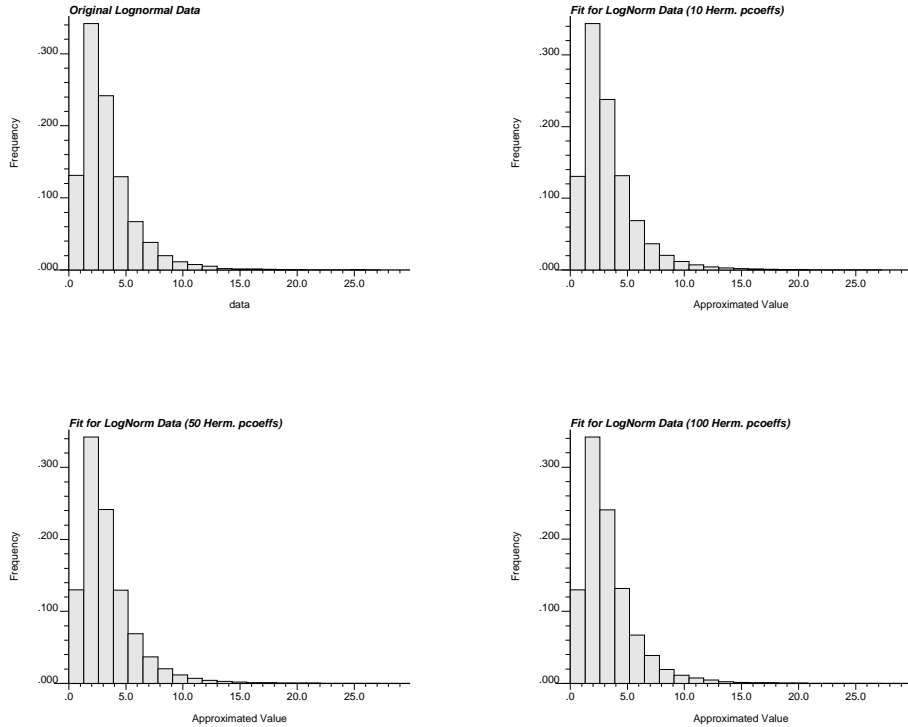 Original Lognormal Data
Frequency
.300
.200
.100
.000
.0 5.0 10.0 15.0 20.0 25.0
data
Fit for LogNorm Data (10 Herm. pcoeffs)
Frequency
.300
.200
.100
.000
.0 5.0 10.0 15.0 20.0 25.0
Approximated Value
Fit for LogNorm Data (50 Herm. pcoeffs)
Frequency
.300
.200
.100
.000
.0 5.0 10.0 15.0 20.0 25.0
Approximated Value
Fit for LogNorm Data (100 Herm. pcoeffs)
Frequency
.300
.200
.100
.000
.0 5.0 10.0 15.0 20.0 25.0
Approximated Value